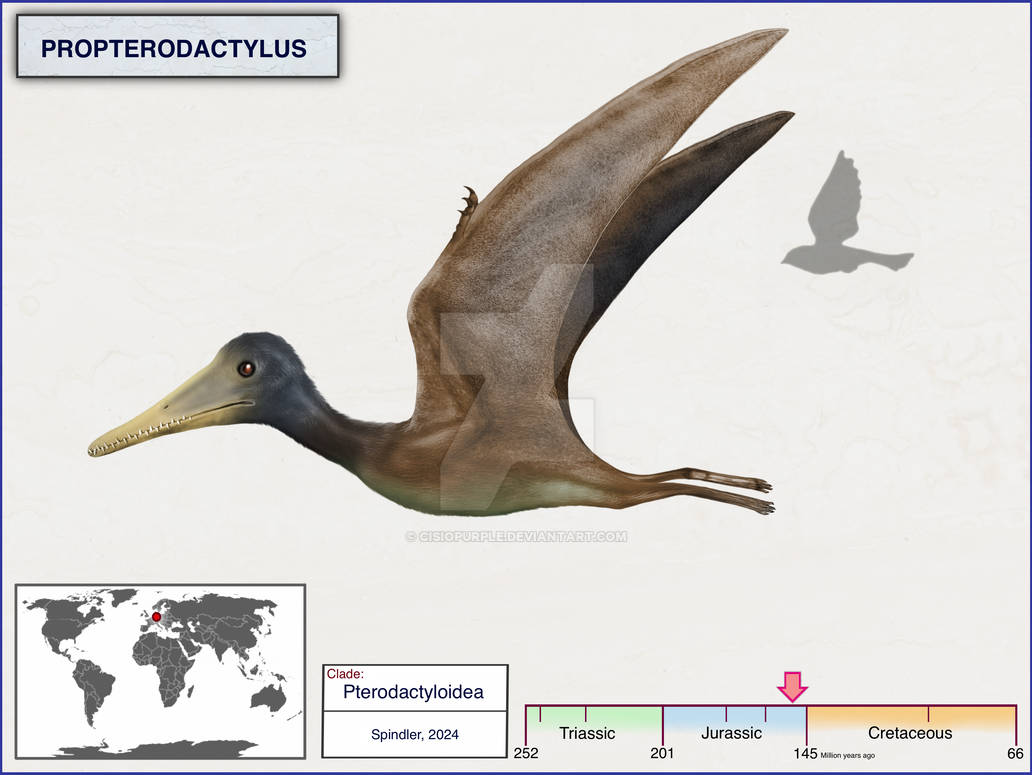 PROPTERODACTYLUS
© CISIOPURPLE.DEVIANTART.COM
Clade:
Pterodactyloidea
Spindler, 2024
Triassic Jurassic Cretaceous
252 201 145 Million years ago 66